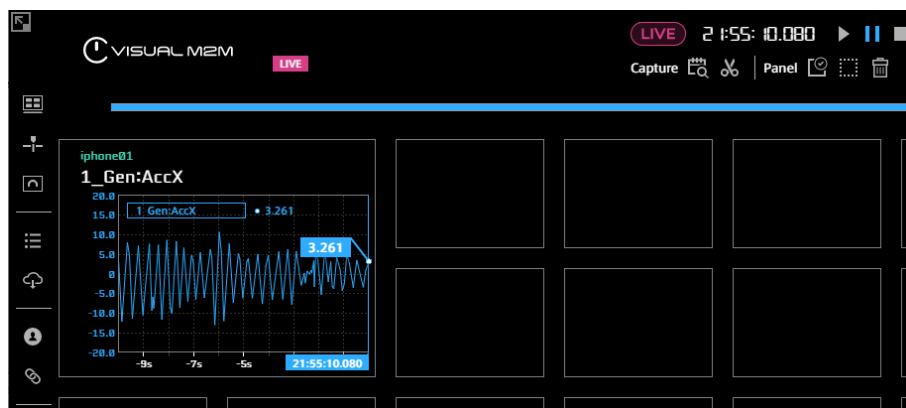 VISUAL M2M
LIVE
LIVE 21:55:10.080
Capture Panel
iphone01
1_Gen:AccX
20.0
15.0
10.0
5.0
0
-5.0
-10.0
-15.0
-20.0
1_Gen:AccX 3.261
3.261
-9s -7s -5s 21:55:10.080